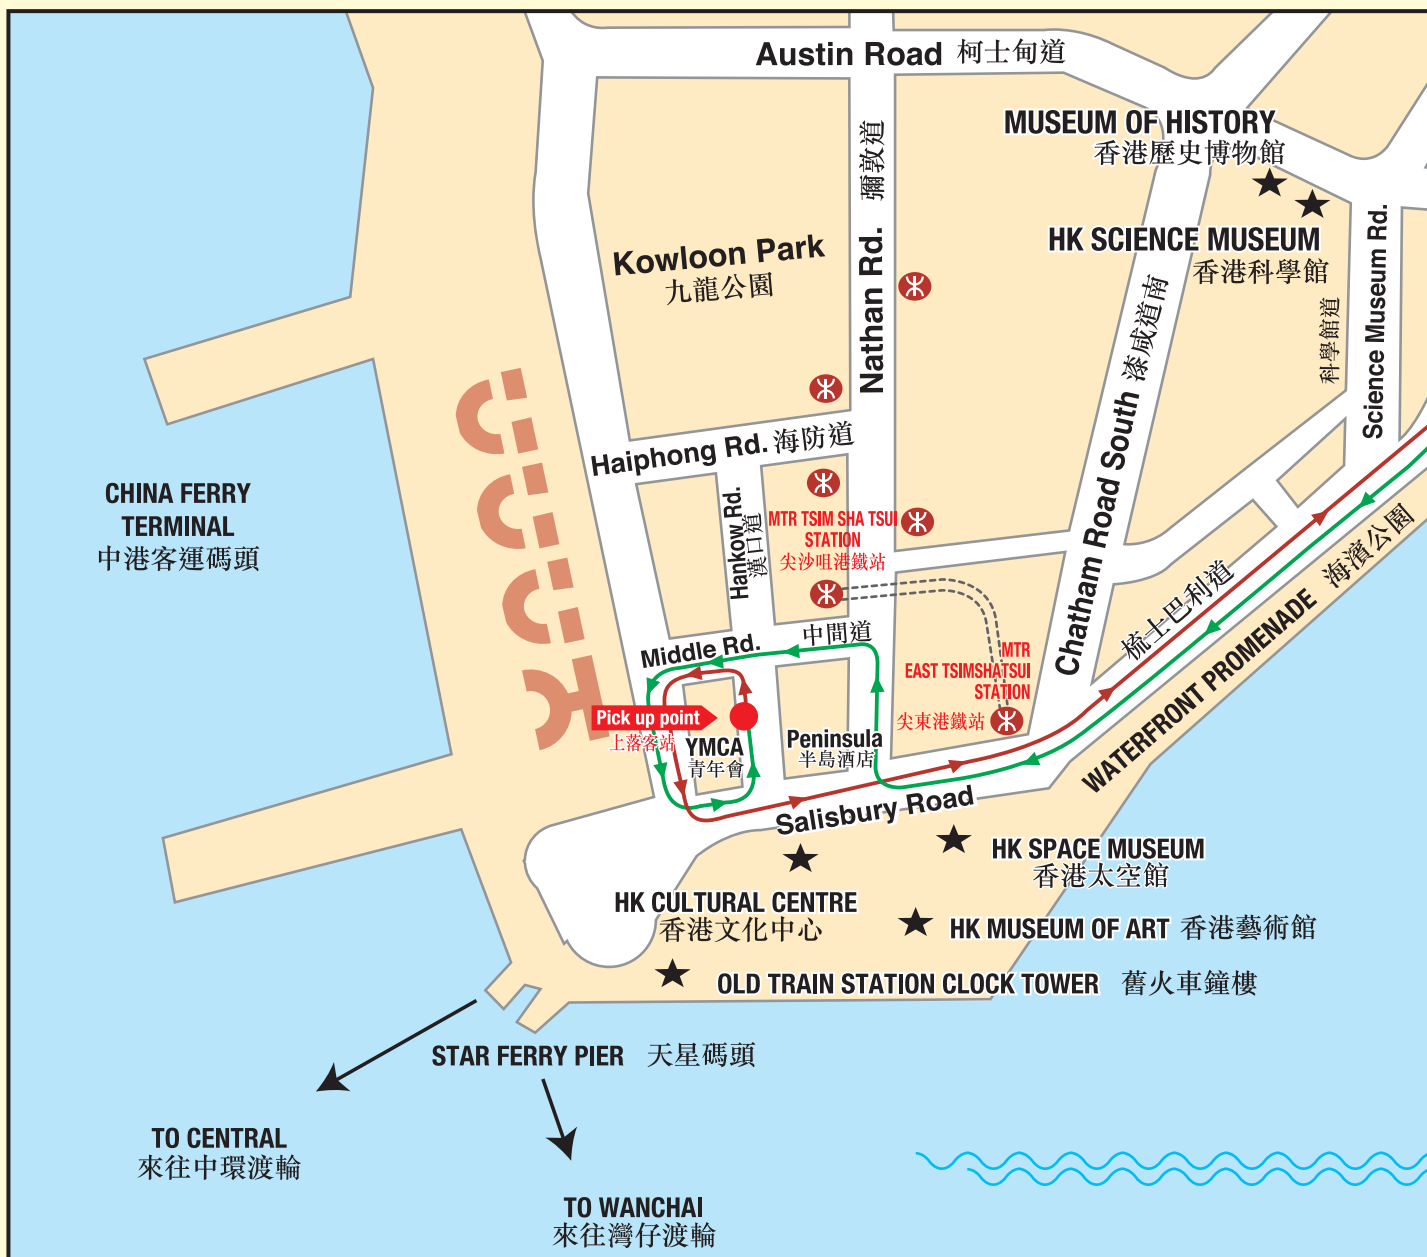 Austin Road 柯士甸道
MUSEUM OF HISTORY
香港歷史博物館
彌敦道
Nathan Rd.
Kowloon Park
九龍公園
HK SCIENCE MUSEUM
香港科學館
Science Museum Rd.
科學館道
Chatham Road South 漆咸道南
Haiphong Rd. 海防道
Hankow Rd.
漢口道
CHINA FERRY
TERMINAL
中港客運碼頭
MTR TSIM SHA TSUI
STATION
尖沙咀港鐵站
Middle Rd. 中間道
MTR
EAST TSIMSHATSUI
STATION
尖東港鐵站
梳士巴利道
WATERFRONT PROMENADE 海濱公園
Pick up point
上落客站
YMCA
青年會
Peninsula
半島酒店
Salisbury Road
HK SPACE MUSEUM
香港太空館
HK CULTURAL CENTRE
香港文化中心
HK MUSEUM OF ART 香港藝術館
OLD TRAIN STATION CLOCK TOWER 舊火車鐘樓
STAR FERRY PIER 天星碼頭
TO CENTRAL
來往中環渡輪
TO WANCHAI
來往灣仔渡輪